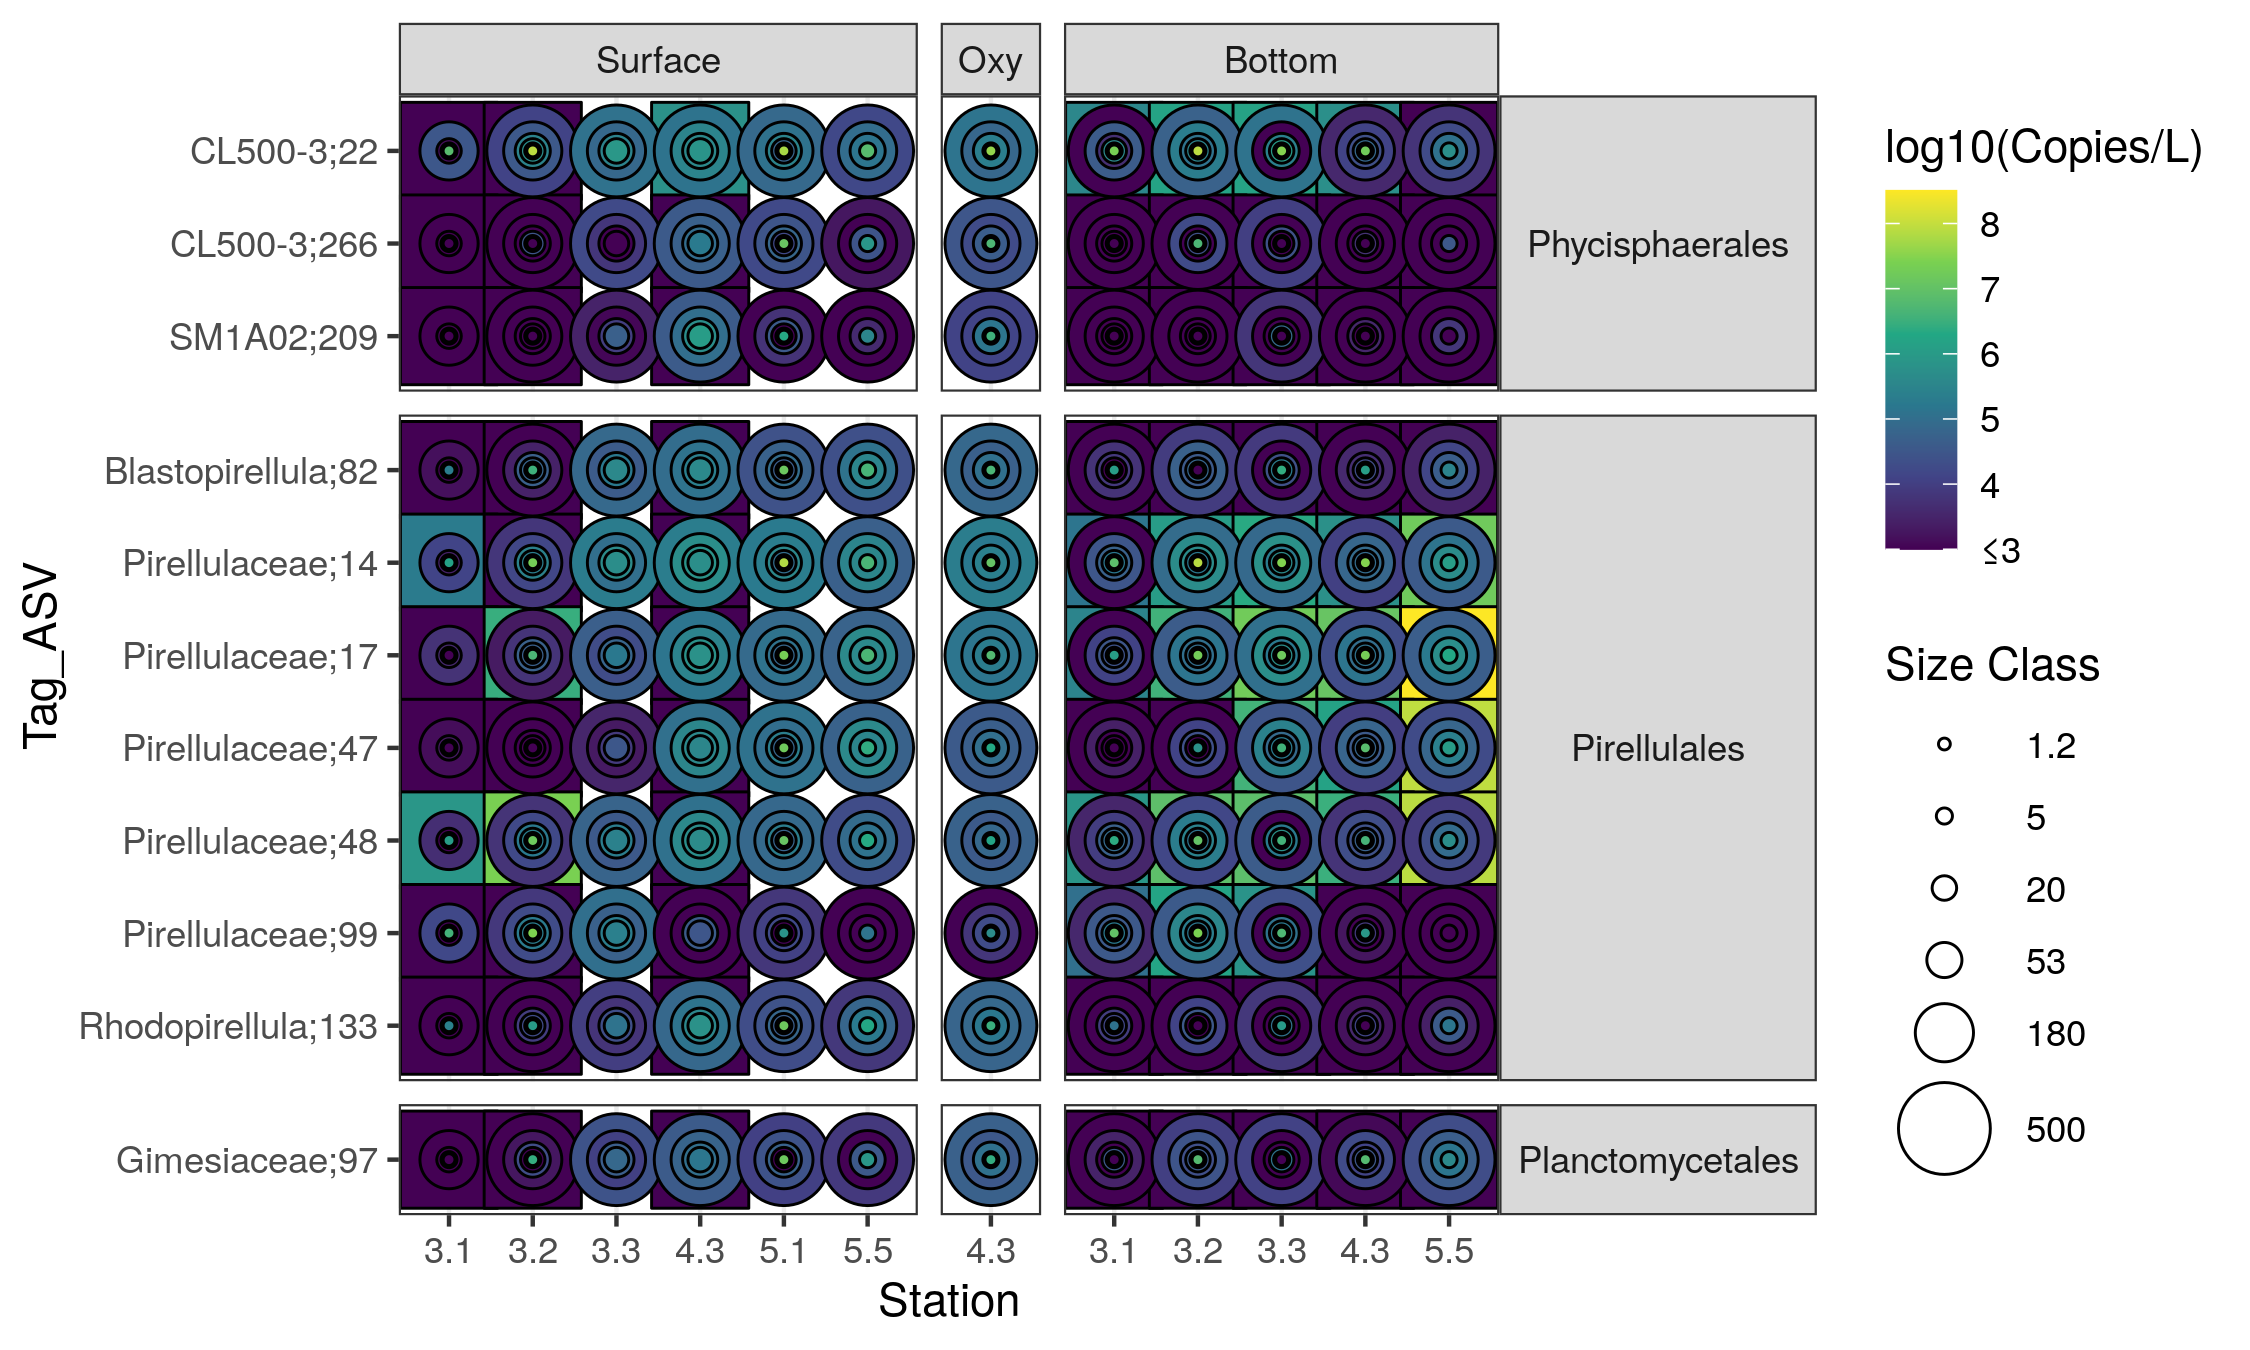 Surface Oxy Bottom
CL500-3;22
CL500-3;266
SM1A02;209
Phycisphaerales
Blastopirellula;82
Pirellulaceae;14
Pirellulaceae;17
Pirellulaceae;47
Pirellulaceae;48
Pirellulaceae;99
Rhodopirellula;133
Pirellulales
Gimesiaceae;97
Planctomycetales
Tag_ASV
3.1 3.2 3.3 4.3 5.1 5.5 4.3 3.1 3.2 3.3 4.3 5.5
Station
log10(Copies/L)
8
7
6
5
4
≤3
Size Class
1.2
5
20
53
180
500